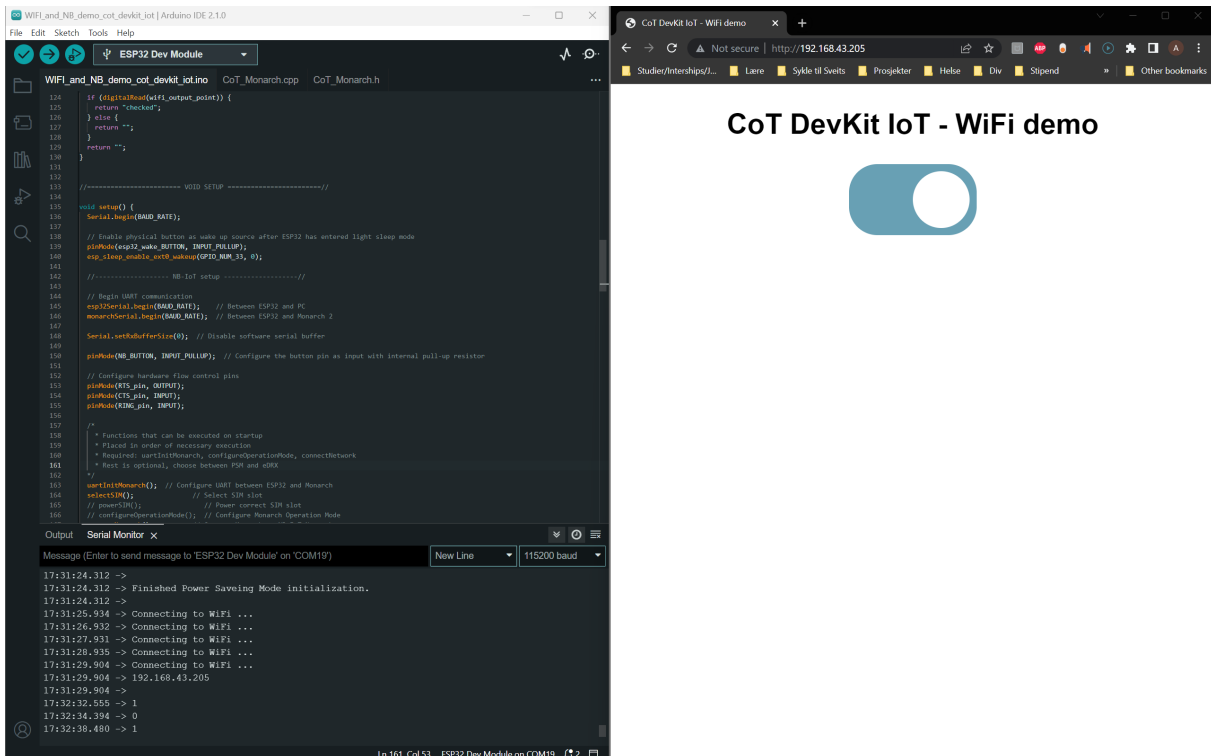 WIFI_and_NB_demo_cot_devkit_iot | Arduino IDE 2.1.0
File Edit Sketch Tools Help
ESP32 Dev Module
WIFI_and_NB_demo_cot_devkit_iot.ino CoT_Monarch.cpp CoT_Monarch.h
124 if (digitalRead(wifi_output_point)) {
125 return "checked";
126 } else {
127 return "";
128 }
129 return "";
130 }
131
132
133 //======================== VOID SETUP ========================//
134
135 void setup() {
136 Serial.begin(BAUD_RATE);
137
138 // Enable physical button as wake up source after ESP32 has entered light sleep mode
139 pinMode(esp32_wake_BUTTON, INPUT_PULLUP);
140 esp_sleep_enable_ext0_wakeup(GPIO_NUM_33, 0);
141
142 //------------------- NB-IoT setup -------------------//
143
144 // Begin UART communication
145 esp32Serial.begin(BAUD_RATE); // Between ESP32 and PC
146 monarchSerial.begin(BAUD_RATE); // Between ESP32 and Monarch 2
147
148 Serial.setRxBufferSize(0); // Disable software serial buffer
149
150 pinMode(NB_BUTTON, INPUT_PULLUP); // Configure the button pin as input with internal pull-up resistor
151
152 // Configure hardware flow control pins
153 pinMode(RTS_pin, OUTPUT);
154 pinMode(CTS_pin, INPUT);
155 pinMode(RING_pin, INPUT);
156
157 /*
158 * Functions that can be executed on startup
159 * Placed in order of necessary execution
160 * Required: uartInitMonarch, configureOperationMode, connectNetwork
161 * Rest is optional, choose between PSM and eDRX
162 */
163 uartInitMonarch(); // Configure UART between ESP32 and Monarch
164 selectSIM(); // Select SIM slot
165 // powerSIM(); // Power correct SIM slot
166 // configureOperationMode(); // Configure Monarch Operation Mode
Output Serial Monitor
Message (Enter to send message to 'ESP32 Dev Module' on 'COM19') New Line 115200 baud
17:31:24.312 ->
17:31:24.312 -> Finished Power Saveing Mode initialization.
17:31:24.312 ->
17:31:25.934 -> Connecting to WiFi ...
17:31:26.932 -> Connecting to WiFi ...
17:31:27.931 -> Connecting to WiFi ...
17:31:28.935 -> Connecting to WiFi ...
17:31:29.904 -> Connecting to WiFi ...
17:31:29.904 -> 192.168.43.205
17:31:29.904 ->
17:32:32.555 -> 1
17:32:34.394 -> 0
17:32:38.480 -> 1
Ln 161, Col 53 ESP32 Dev Module on COM19 2
CoT DevKit IoT - WiFi demo
Not secure | http://192.168.43.205 ABP A
Studier/Interships/J... Lære Sykle til Sveits Prosjekter Helse Div Stipend » Other bookmarks
CoT DevKit IoT - WiFi demo